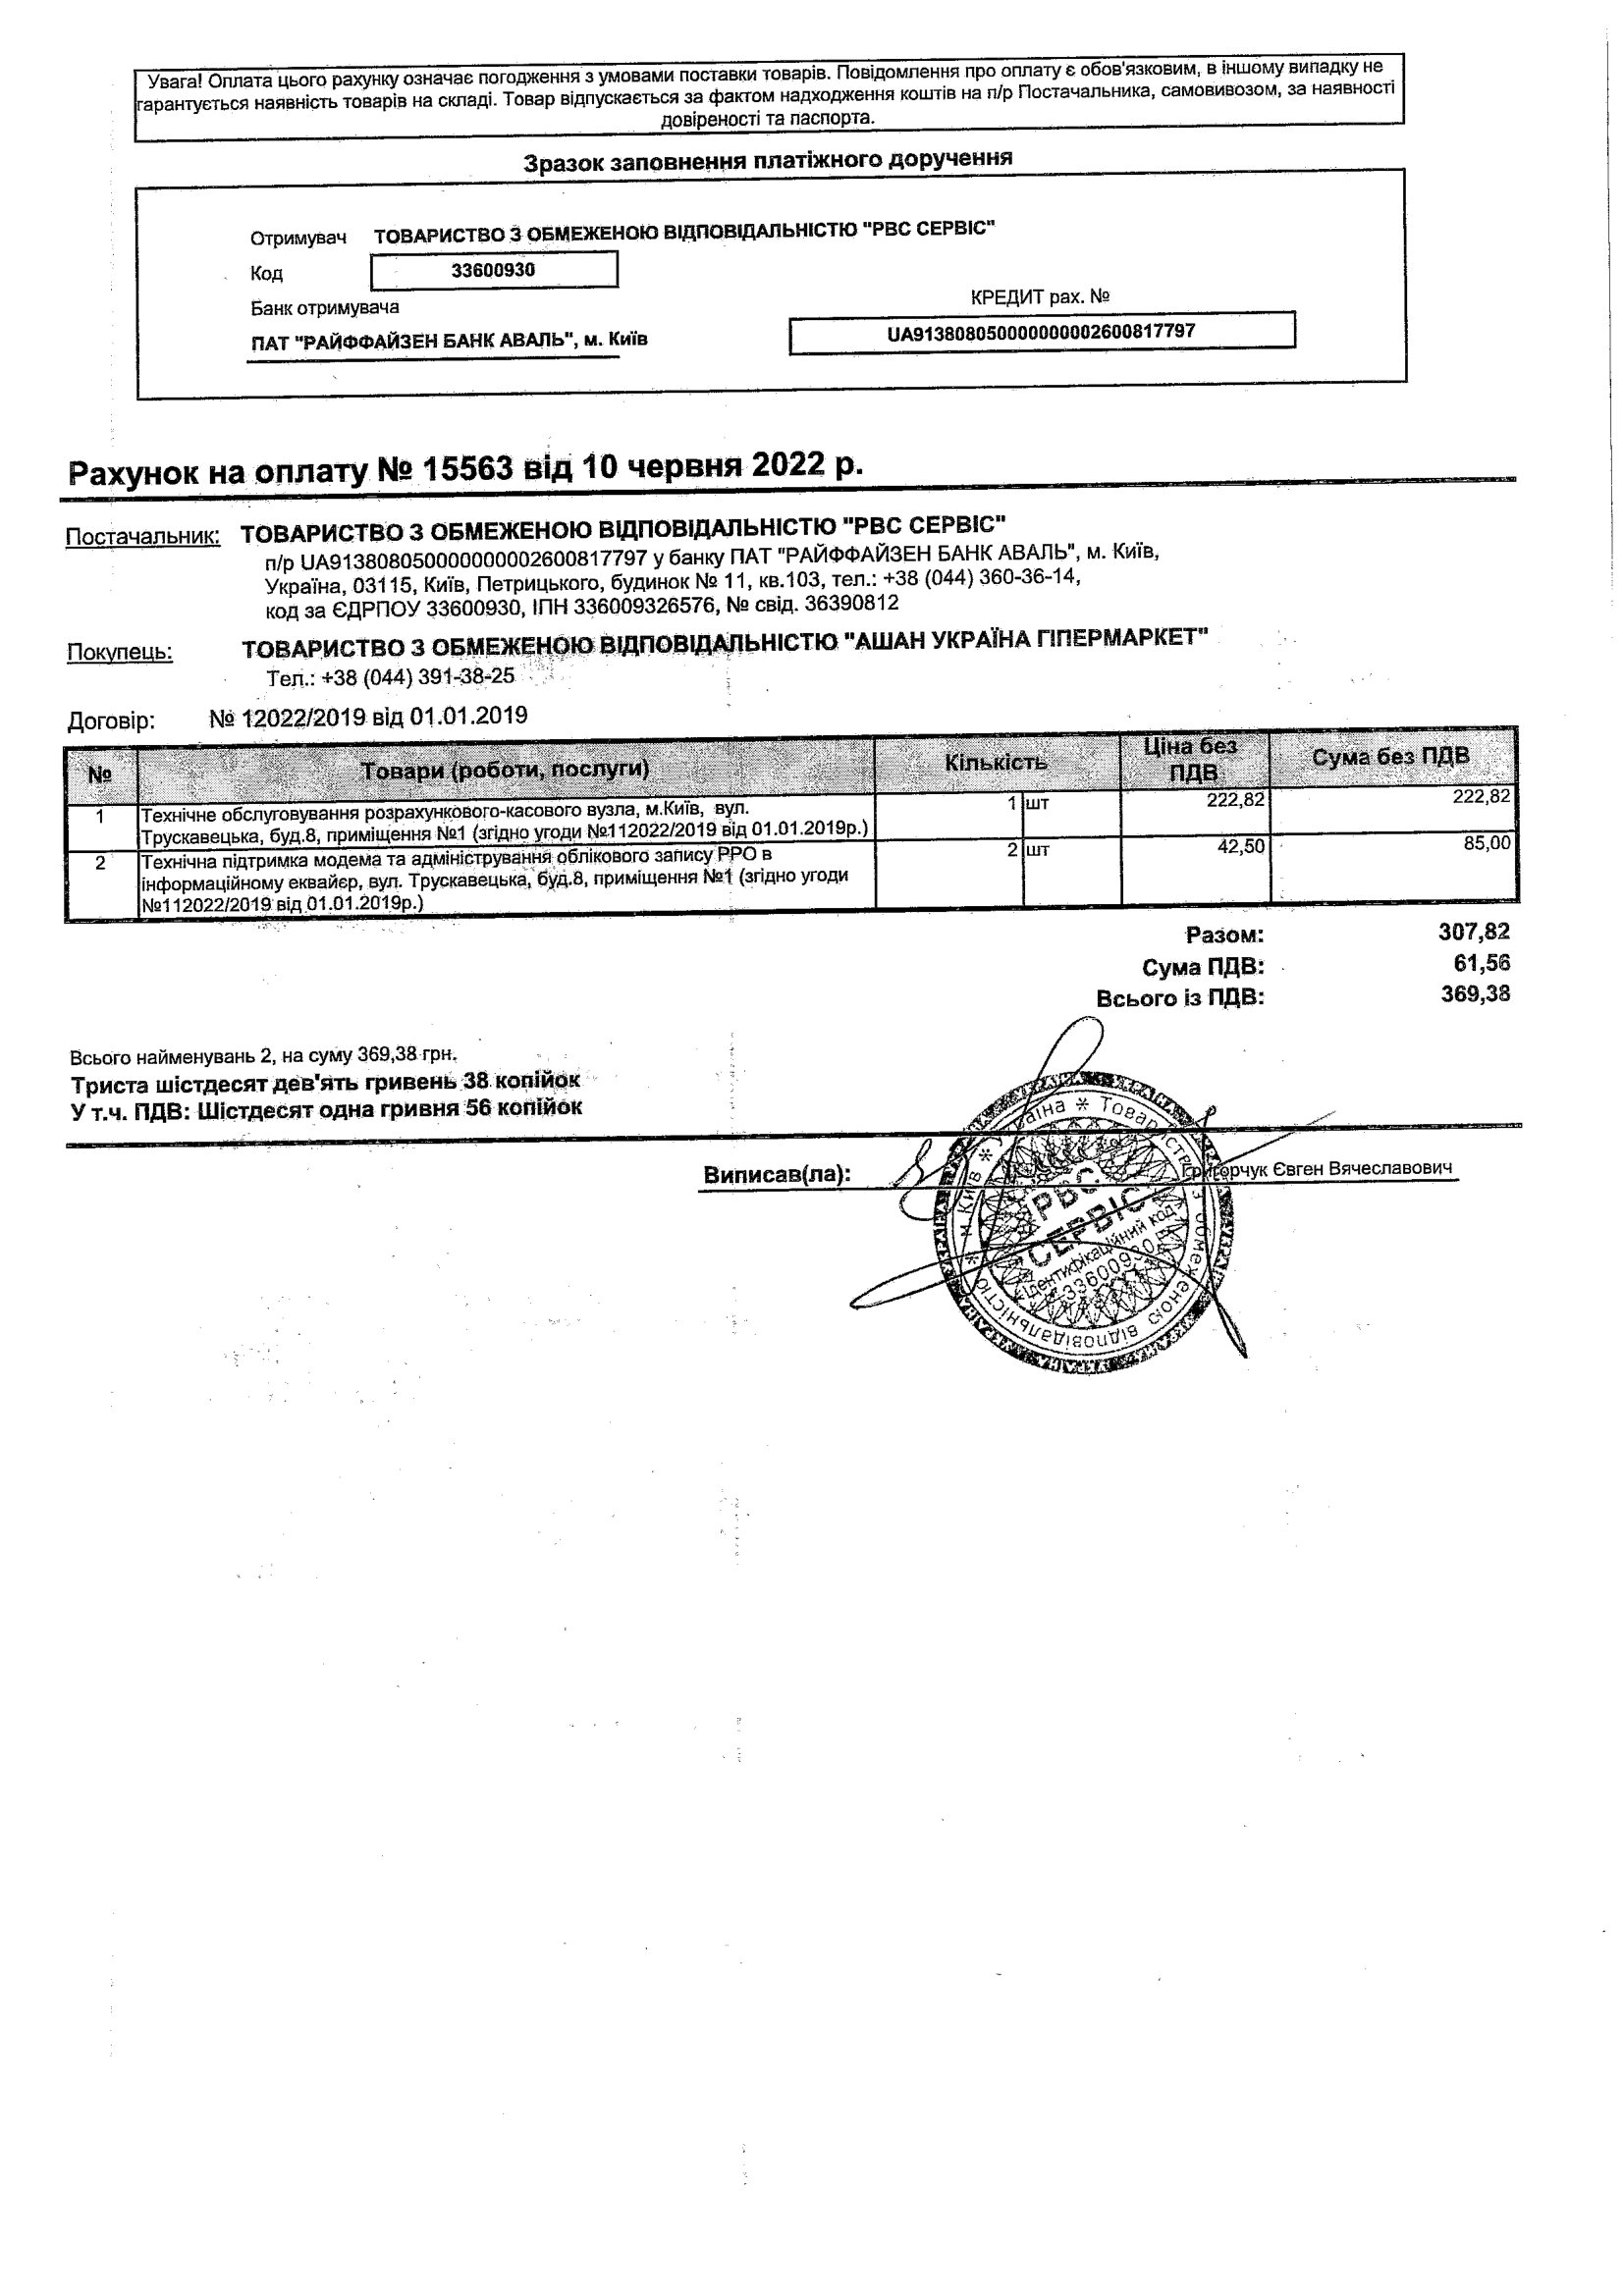 Увага! Оплата цього рахунку означає погодження з умовами поставки товарів. Повідомлення про оплату є обов'язковим, в іншому випадку не
гарантується наявність товарів на складі. Товар відпускається за фактом надходження коштів на п/р Постачальника, самовивозом, за наявності
довіреності та паспорта.
Зразок заповнення платіжного доручення
Отримувач ТОВАРИСТВО З ОБМЕЖЕНОЮ ВІДПОВІДАЛЬНІСТЮ "РВС СЕРВІС"
Код 33600930
Банк отримувача КРЕДИТ рах. №
ПАТ "РАЙФФАЙЗЕН БАНК АВАЛЬ", м. Київ UA913808050000000002600817797
Рахунок на оплату № 15563 від 10 червня 2022 р.
Постачальник: ТОВАРИСТВО З ОБМЕЖЕНОЮ ВІДПОВІДАЛЬНІСТЮ "РВС СЕРВІС"
п/р UA913808050000000002600817797 у банку ПАТ "РАЙФФАЙЗЕН БАНК АВАЛЬ", м. Київ,
Україна, 03115, Київ, Петрицького, будинок № 11, кв.103, тел.: +38 (044) 360-36-14,
код за ЄДРПОУ 33600930, ІПН 336009326576, № свід. 36390812
Покупець: ТОВАРИСТВО З ОБМЕЖЕНОЮ ВІДПОВІДАЛЬНІСТЮ "АШАН УКРАЇНА ГІПЕРМАРКЕТ"
Тел.: +38 (044) 391-38-25
Договір: № 12022/2019 від 01.01.2019
№ Товари (роботи, послуги) Кількість Ціна без ПДВ Сума без ПДВ
1 Технічне обслуговування розрахункового-касового вузла, м.Київ, вул. 1 шт 222,82 222,82
Трускавецька, буд.8, приміщення №1 (згідно угоди №112022/2019 від 01.01.2019р.)
2 Технічна підтримка модема та адміністрування облікового запису РРО в 2 шт 42,50 85,00
інформаційному еквайєр, вул. Трускавецька, буд.8, приміщення №1 (згідно угоди
№112022/2019 від 01.01.2019р.)
Разом: 307,82
Сума ПДВ: 61,56
Всього із ПДВ: 369,38
Всього найменувань 2, на суму 369,38 грн.
Триста шістдесят дев'ять гривень 38 копійок
У т.ч. ПДВ: Шістдесят одна гривня 56 копійок
Виписав(ла): Григорчук Євген Вячеславович
Україна * Товариство з обмеженою відповідальністю * м. Київ *
РВС
СЕРВІС
Ідентифікаційний код
33600930